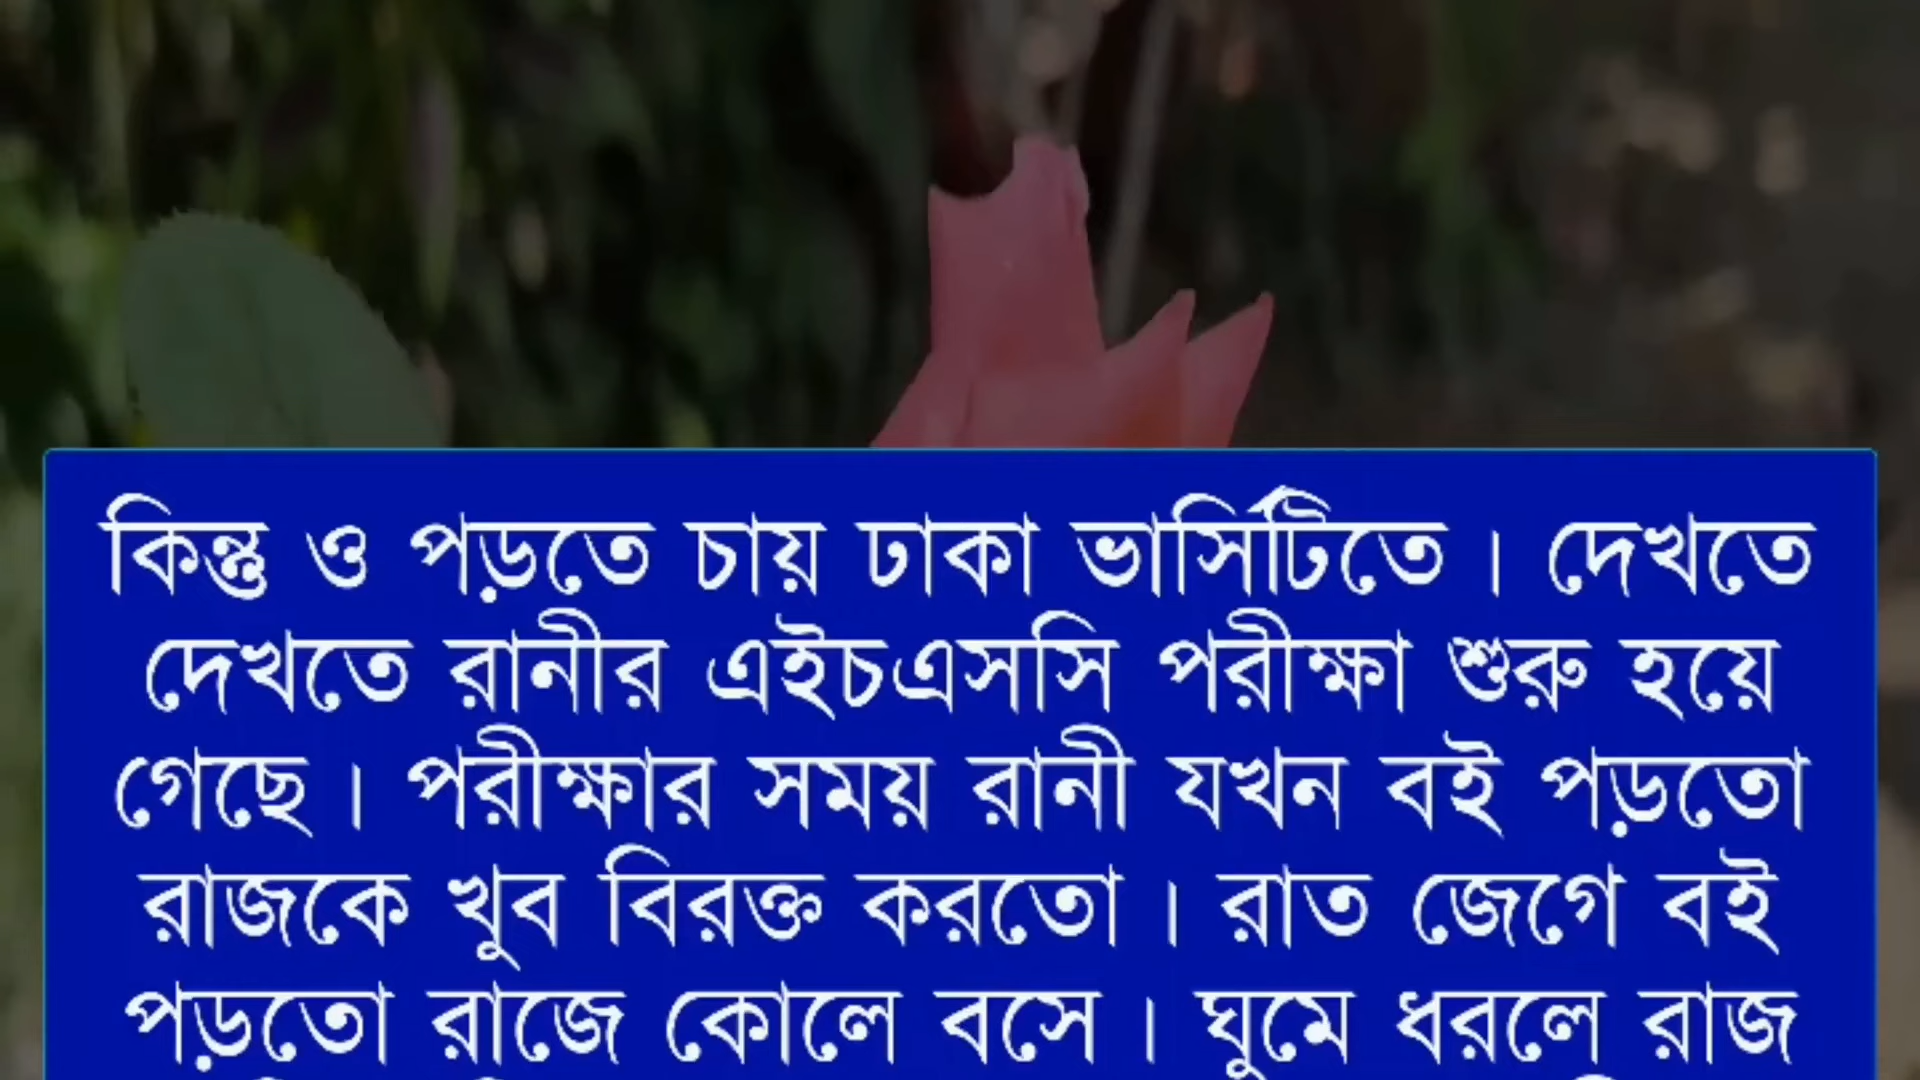 কিন্তু ও পড়তে চায় ঢাকা ভার্সিটিতে। দেখতে
দেখতে রানীর এইচএসসি পরীক্ষা শুরু হয়ে
গেছে। পরীক্ষার সময় রানী যখন বই পড়তো
রাজকে খুব বিরক্ত করতো। রাত জেগে বই
পড়তো রাজে কোলে বসে। ঘুমে ধরলে রাজ